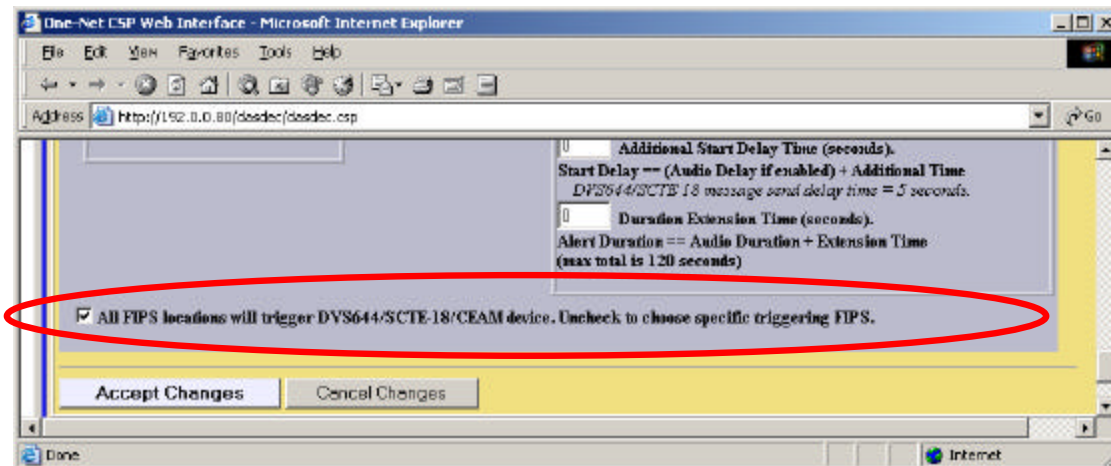 One-Net CSP Web Interface - Microsoft Internet Explorer
File Edit View Favorites Tools Help
Address http://192.0.0.80/dasdec/dasdec.csp Go
0 Additional Start Delay Time (seconds).
Start Delay == (Audio Delay if enabled) + Additional Time
DVS644/SCTE 18 message send delay time = 5 seconds.
0 Duration Extension Time (seconds).
Alert Duration == Audio Duration + Extension Time
(max total is 120 seconds)
All FIPS locations will trigger DVS644/SCTE-18/CEAM device. Uncheck to choose specific triggering FIPS.
Accept Changes Cancel Changes
Done Internet